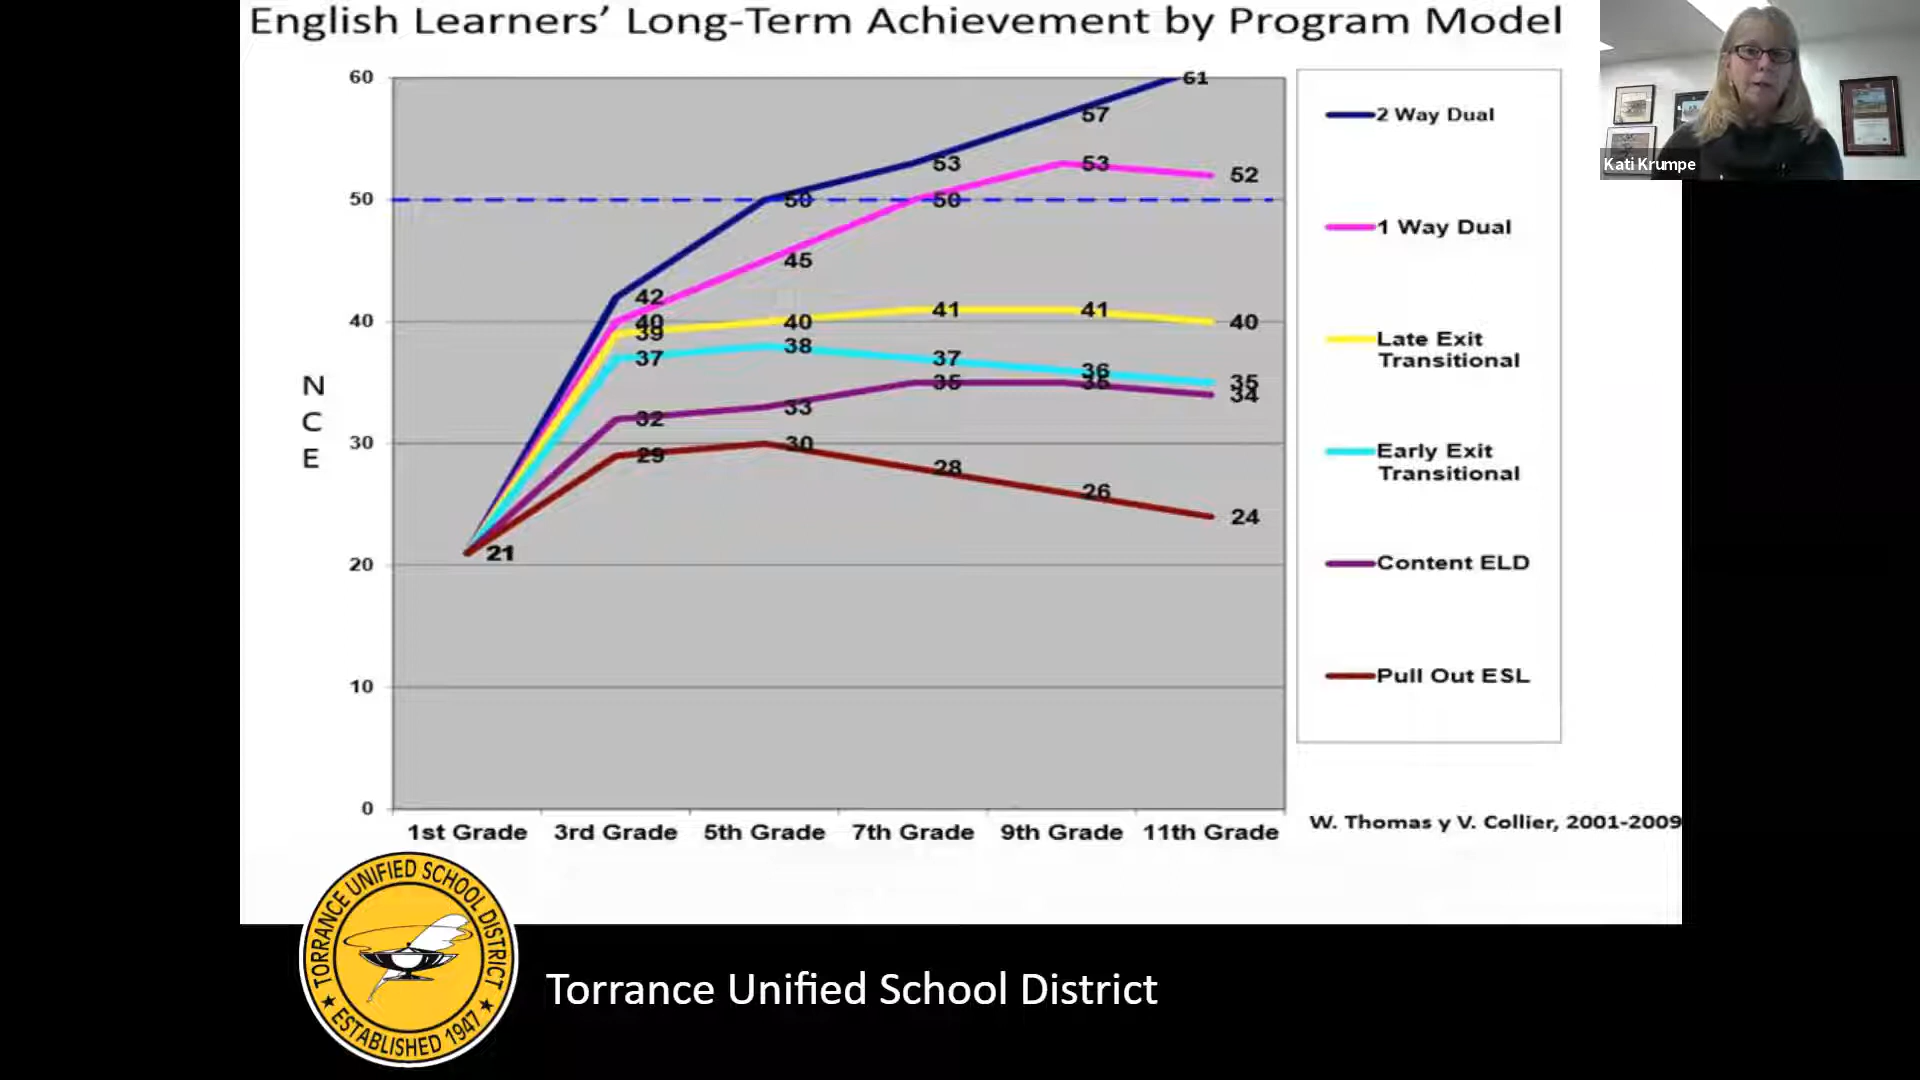 English Learners’ Long-Term Achievement by Program Model
Kati Krumpe
60
50
40
30
20
10
0
N
C
E
61
57
53
53
52
50
50
45
42
40
39
41
41
40
40
37
38
37
36
35
35
35
34
32
33
29
30
28
26
24
21
1st Grade 3rd Grade 5th Grade 7th Grade 9th Grade 11th Grade
2 Way Dual
1 Way Dual
Late Exit
Transitional
Early Exit
Transitional
Content ELD
Pull Out ESL
W. Thomas y V. Collier, 2001-2009
TORRANCE UNIFIED SCHOOL DISTRICT
ESTABLISHED 1947
Torrance Unified School District